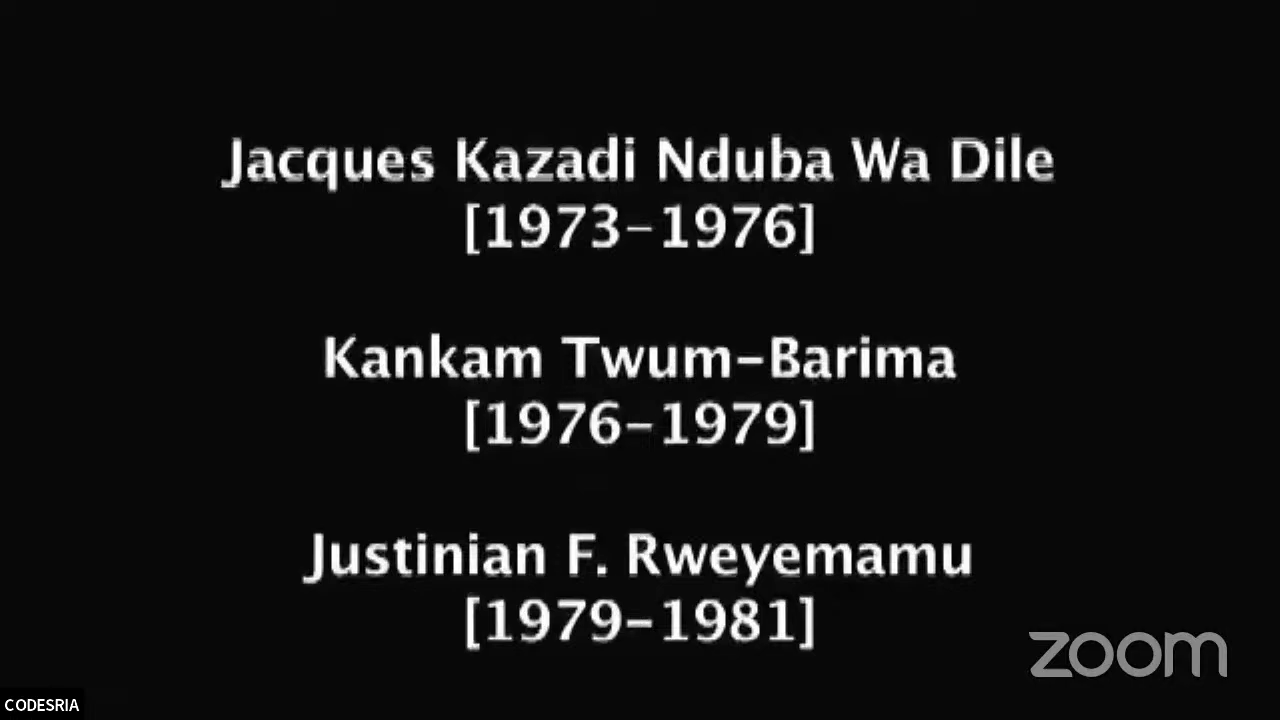 Jacques Kazadi Nduba Wa Dile
[1973-1976]
Kankam Twum-Barima
[1976-1979]
Justinian F. Rweyemamu
[1979-1981]
zoom
CODESRIA